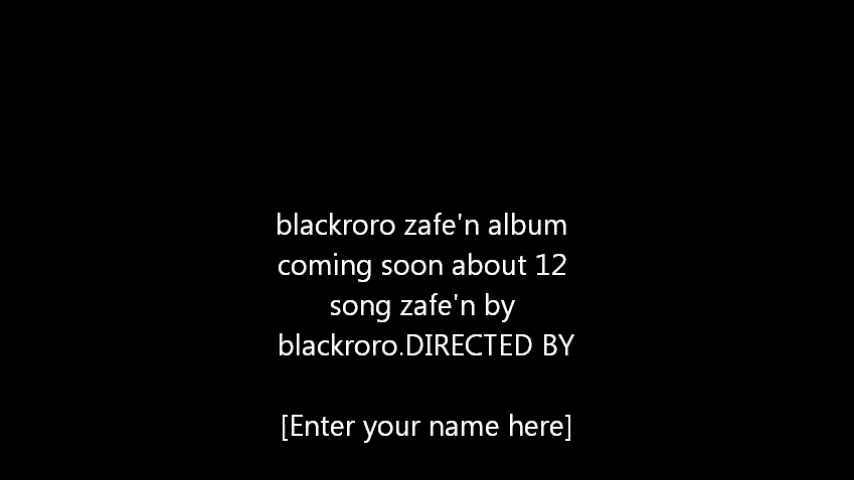 blackroro zafe'n album
coming soon about 12
song zafe'n by
blackroro.DIRECTED BY
[Enter your name here]